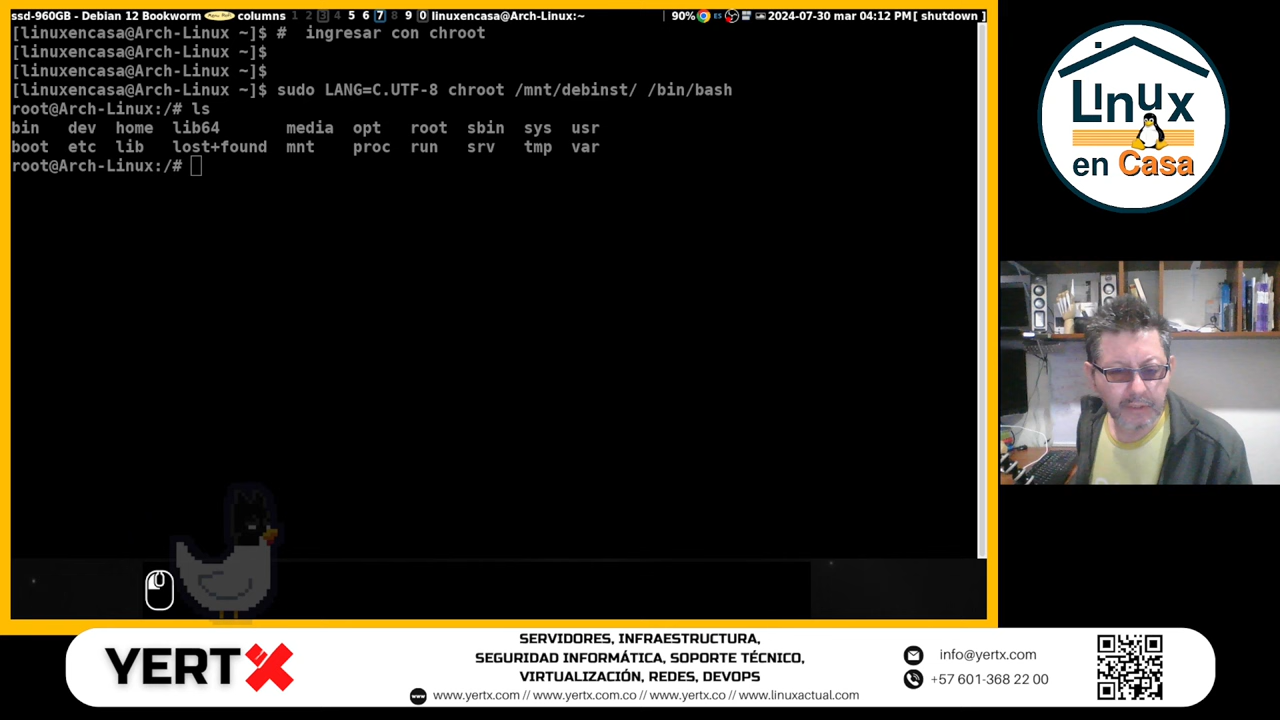 ssd-960GB - Debian 12 Bookworm columns 1 2 3 4 5 6 7 8 9 0 linuxencasa@Arch-Linux:~ 90% ES 2024-07-30 mar 04:12 PM[ shutdown ]
[linuxencasa@Arch-Linux ~]$ #  ingresar con chroot
[linuxencasa@Arch-Linux ~]$
[linuxencasa@Arch-Linux ~]$
[linuxencasa@Arch-Linux ~]$ sudo LANG=C.UTF-8 chroot /mnt/debinst/ /bin/bash
root@Arch-Linux:/# ls
bin   dev  home  lib64       media  opt   root  sbin  sys  usr
boot  etc  lib   lost+found  mnt    proc  run   srv   tmp  var
root@Arch-Linux:/#
Linux
en Casa
YERTX
SERVIDORES, INFRAESTRUCTURA,
SEGURIDAD INFORMÁTICA, SOPORTE TÉCNICO,
VIRTUALIZACIÓN, REDES, DEVOPS
www.yertx.com // www.yertx.com.co // www.yertx.co // www.linuxactual.com
info@yertx.com
+57 601-368 22 00